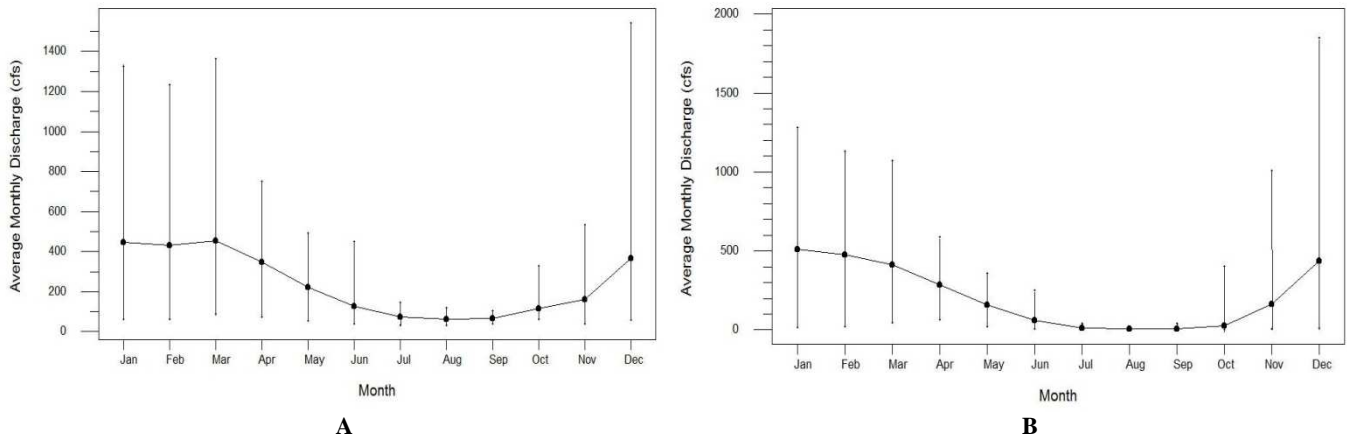 Average Monthly Discharge (cfs)
1400
1200
1000
800
600
400
200
0
Jan Feb Mar Apr May Jun Jul Aug Sep Oct Nov Dec
Month
A
Average Monthly Discharge (cfs)
2000
1500
1000
500
0
Jan Feb Mar Apr May Jun Jul Aug Sep Oct Nov Dec
Month
B